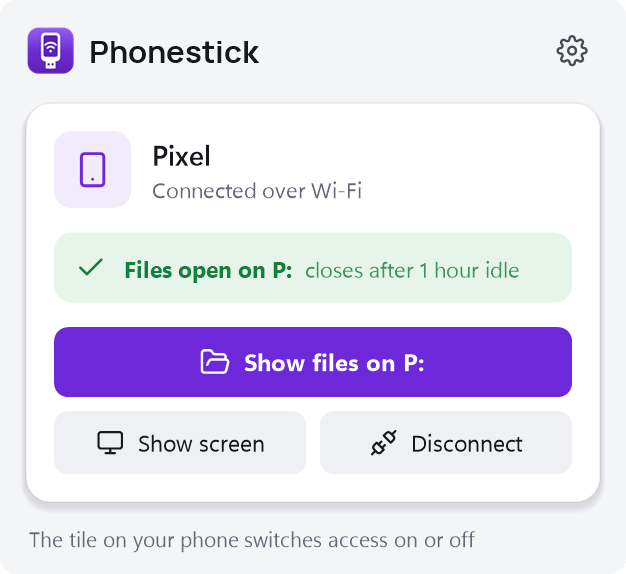 Phonestick
Pixel
Connected over Wi-Fi
Files open on P: closes after 1 hour idle
Show files on P:
Show screen
Disconnect
The tile on your phone switches access on or off